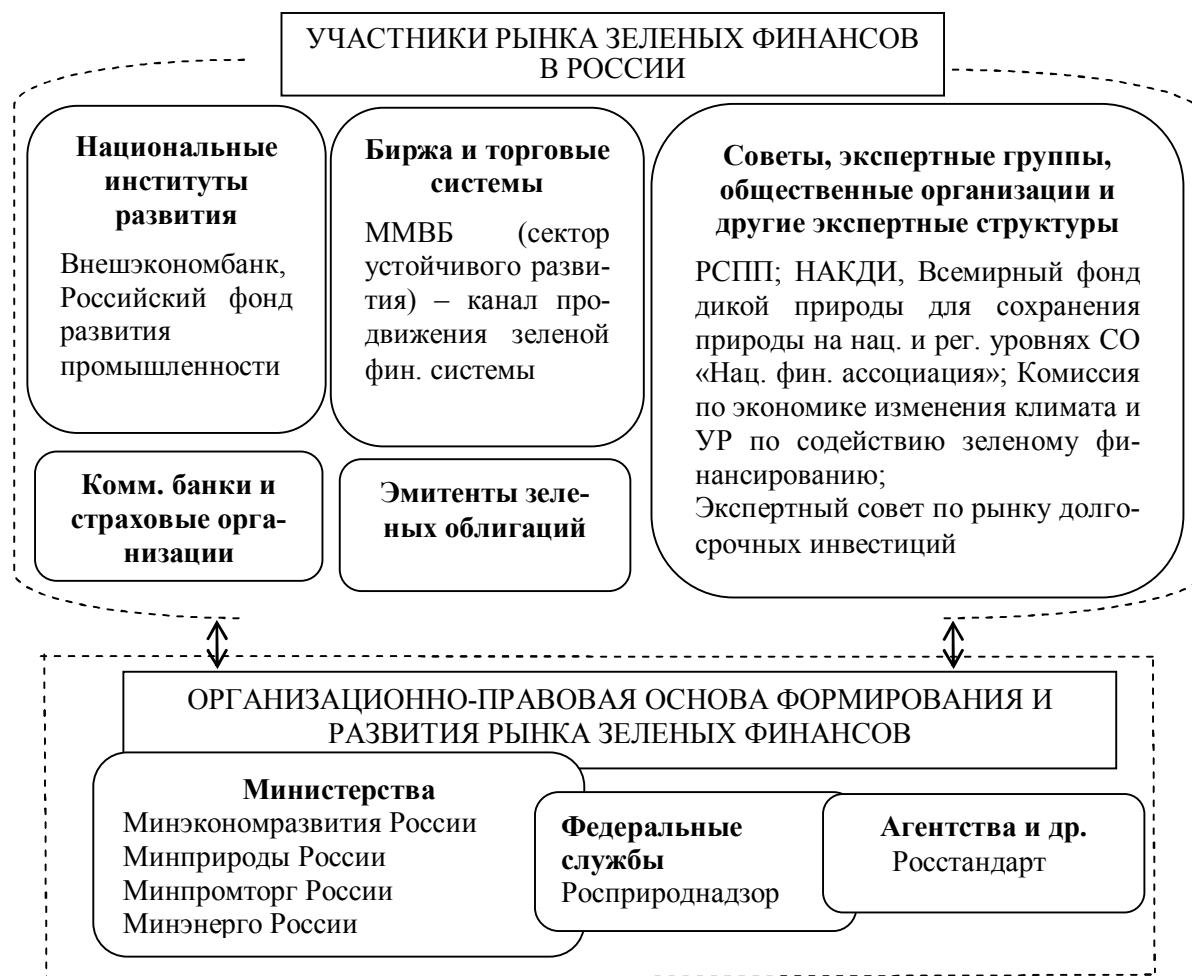 УЧАСТНИКИ РЫНКА ЗЕЛЕНЫХ ФИНАНСОВ
В РОССИИ
Национальные
институты
развития
Внешэкономбанк,
Российский фонд
развития
промышленности
Биржа и торговые
системы
ММВБ (сектор
устойчивого разви-
тия) – канал про-
движения зеленой
фин. системы
Советы, экспертные группы,
общественные организации и
другие экспертные структуры
РСПП; НАКДИ, Всемирный фонд
дикой природы для сохранения
природы на нац. и рег. уровнях СО
«Нац. фин. ассоциация»; Комиссия
по экономике изменения климата и
УР по содействию зеленому фи-
нансированию;
Экспертный совет по рынку долго-
срочных инвестиций
Комм. банки и
страховые орга-
низации
Эмитенты зеле-
ных облигаций
ОРГАНИЗАЦИОННО-ПРАВОВАЯ ОСНОВА ФОРМИРОВАНИЯ И
РАЗВИТИЯ РЫНКА ЗЕЛЕНЫХ ФИНАНСОВ
Министерства
Минэкономразвития России
Минприроды России
Минпромторг России
Минэнерго России
Федеральные
службы
Росприроднадзор
Агентства и др.
Росстандарт